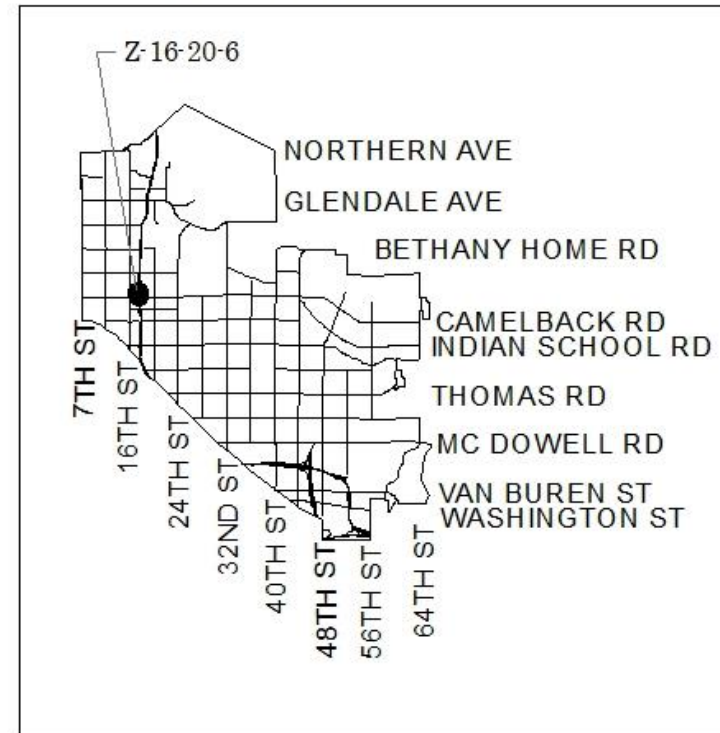 Z-16-20-6
NORTHERN AVE
GLENDALE AVE
BETHANY HOME RD
CAMELBACK RD
INDIAN SCHOOL RD
THOMAS RD
MC DOWELL RD
VAN BUREN ST
WASHINGTON ST
7TH ST
16TH ST
24TH ST
32ND ST
40TH ST
48TH ST
56TH ST
64TH ST